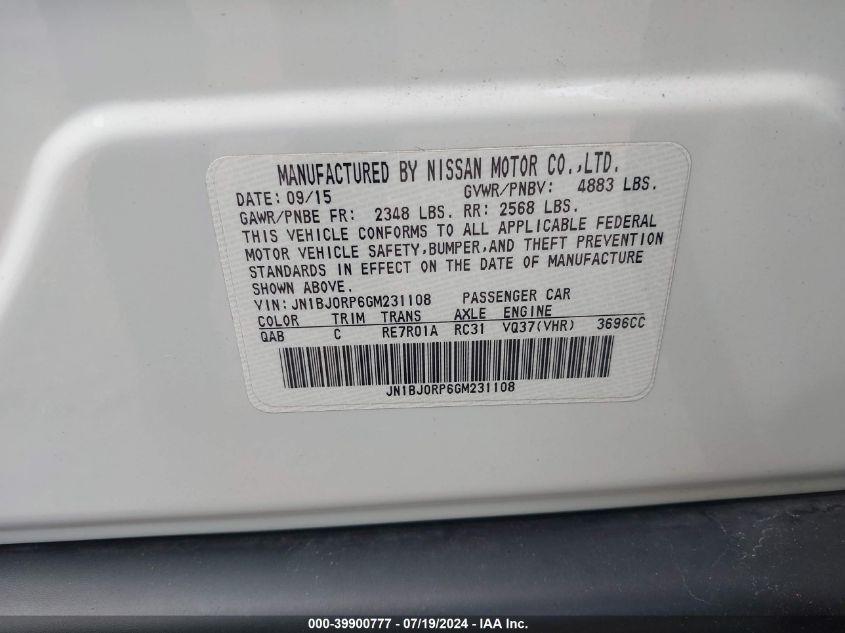 MANUFACTURED BY NISSAN MOTOR CO.,LTD.
DATE: 09/15 GVWR/PNBV: 4883 LBS.
GAWR/PNBE FR: 2348 LBS. RR: 2568 LBS.
THIS VEHICLE CONFORMS TO ALL APPLICABLE FEDERAL
MOTOR VEHICLE SAFETY,BUMPER,AND THEFT PREVENTION
STANDARDS IN EFFECT ON THE DATE OF MANUFACTURE
SHOWN ABOVE.
VIN: JN1BJ0RP6GM231108 PASSENGER CAR
COLOR TRIM TRANS AXLE ENGINE
QAB C RE7R01A RC31 VQ37(VHR) 3696CC
JN1BJ0RP6GM231108
000-39900777 - 07/19/2024 - IAA Inc.